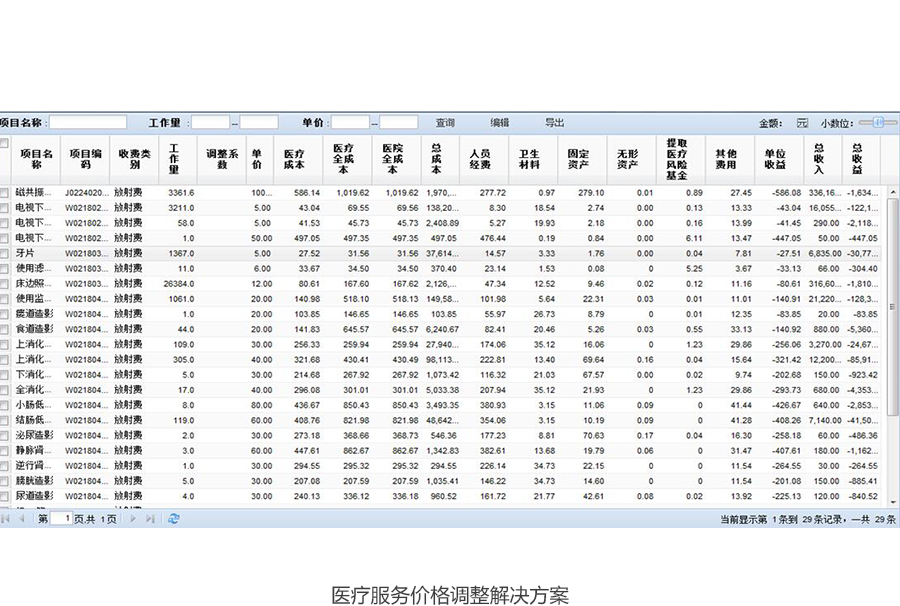 项目名称: 工作量: -- 单价: -- 查询 编辑 导出 金额: 元 小数位:
项目名称 项目编码 收费类别 工作量 调整系数 单价 医疗成本 医疗全成本 医院全成本 总成本 人员经费 卫生材料 固定资产 无形资产 提取医疗风险基金 其他费用 单位收益 总收入 总收益
磁共振... J0224020... 放射费 3361.6 100... 586.14 1,019.62 1,019.62 1,970,... 277.72 0.97 279.10 0.01 0.89 27.45 -586.08 336,16... -1,634...
电视下... W021802... 放射费 3211.0 5.00 43.04 69.55 69.56 138,20... 8.30 18.54 2.74 0.00 0.13 13.33 -43.04 16,055... -122,1...
电视下... W021802... 放射费 58.0 5.00 41.53 45.73 45.73 2,408.89 5.27 19.93 2.18 0.00 0.16 13.99 -41.45 290.00 -2,118...
电视下... W021802... 放射费 1.0 50.00 497.05 497.35 497.35 497.05 476.44 0.19 0.84 0.00 6.11 13.47 -447.05 50.00 -447.05
牙片 W021803... 放射费 1367.0 5.00 27.52 31.56 31.56 37,614... 14.57 3.33 1.76 0.00 0.04 7.81 -27.51 6,835.00 -30,77...
使用滤... W021803... 放射费 11.0 6.00 33.67 34.50 34.50 370.40 23.14 1.53 0.08 0 5.25 3.67 -33.13 66.00 -304.40
床边照... W021803... 放射费 26384.0 12.00 80.61 167.60 167.62 2,126,... 47.34 12.52 9.46 0.02 0.12 11.16 -80.61 316,60... -1,810...
使用监... W021804... 放射费 1061.0 20.00 140.98 518.10 518.13 149,58... 101.98 5.64 22.31 0.03 0.01 11.01 -140.91 21,220... -128,3...
瘘道造影 W021804... 放射费 1.0 20.00 103.85 146.65 146.65 103.85 55.97 26.73 8.79 0 0.01 12.35 -83.85 20.00 -83.85
食道造影 W021804... 放射费 44.0 20.00 141.83 645.57 645.57 6,240.67 82.41 20.46 5.26 0.03 0.55 33.13 -140.92 880.00 -5,360...
上消化... W021804... 放射费 109.0 30.00 256.33 259.94 259.94 27,940... 174.06 35.12 16.06 0 1.23 29.86 -256.06 3,270.00 -24,67...
上消化... W021804... 放射费 305.0 40.00 321.68 430.41 430.49 98,113... 222.81 13.40 69.64 0.16 0.04 15.64 -321.42 12,200... -85,91...
下消化... W021804... 放射费 5.0 30.00 214.68 267.92 267.92 1,073.42 116.32 21.03 67.57 0.00 0.02 9.74 -202.68 150.00 -923.42
全消化... W021804... 放射费 17.0 40.00 296.08 301.01 301.01 5,033.38 207.94 35.12 21.93 0 1.23 29.86 -293.73 680.00 -4,353...
小肠低... W021804... 放射费 8.0 80.00 436.67 850.43 850.43 3,493.35 380.93 3.15 11.06 0.09 0 41.44 -426.67 640.00 -2,853...
结肠低... W021804... 放射费 119.0 60.00 408.76 821.98 821.98 48,642... 354.06 3.15 10.19 0.09 0 41.28 -408.26 7,140.00 -41,50...
泌尿造影 W021804... 放射费 2.0 30.00 273.18 368.66 368.73 546.36 177.23 8.81 70.63 0.17 0.04 16.30 -258.18 60.00 -486.36
静脉肾... W021804... 放射费 3.0 60.00 447.61 862.67 862.67 1,342.83 382.61 13.68 19.79 0.06 0 31.47 -407.61 180.00 -1,162...
逆行肾... W021804... 放射费 1.0 30.00 294.55 295.32 295.32 294.55 226.14 34.73 22.15 0 0 11.54 -264.55 30.00 -264.55
膀胱造影 W021804... 放射费 5.0 30.00 207.08 207.59 207.59 1,035.41 146.22 34.73 14.60 0 0 11.54 -201.08 150.00 -885.41
尿道造影 W021804... 放射费 4.0 30.00 240.13 336.12 336.18 960.52 161.72 21.77 42.61 0.08 0.02 13.92 -225.13 120.00 -840.52
第 1 页,共 1 页 当前显示第 1 条到 29 条记录，一共 29 条
医疗服务价格调整解决方案